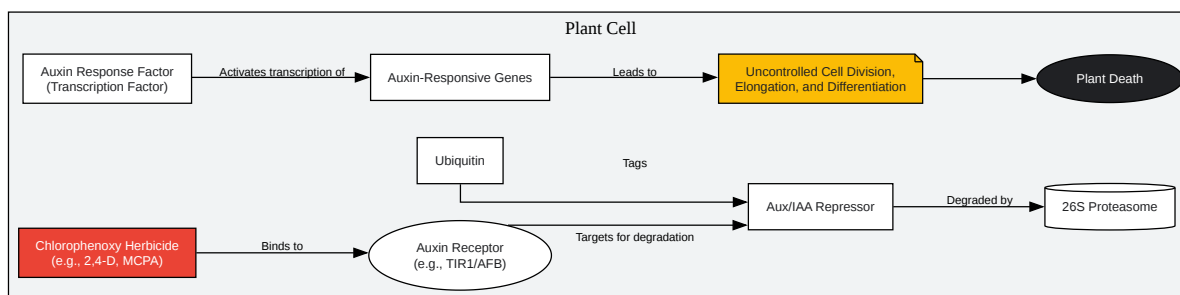 Plant Cell
Auxin Response Factor
(Transcription Factor)
Activates transcription of
Auxin-Responsive Genes
Leads to
Uncontrolled Cell Division,
Elongation, and Differentiation
Plant Death
Ubiquitin
Tags
Aux/IAA Repressor
Degraded by
26S Proteasome
Chlorophenoxy Herbicide
(e.g., 2,4-D, MCPA)
Binds to
Auxin Receptor
(e.g., TIR1/AFB)
Targets for degradation